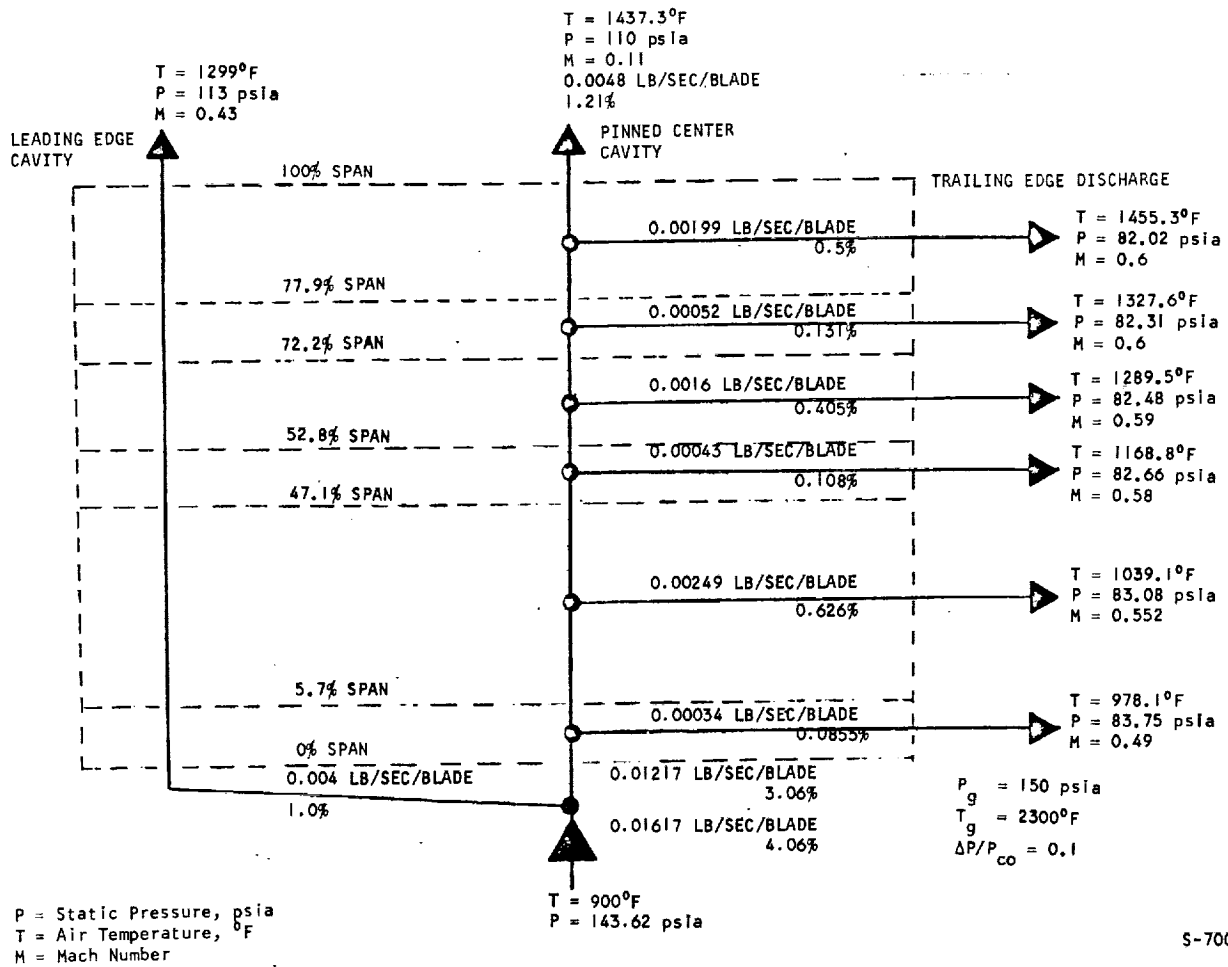 T = 1437.3°F
P = 110 psia
M = 0.11
0.0048 LB/SEC/BLADE
1.21%
T = 1299°F
P = 113 psia
M = 0.43
LEADING EDGE
CAVITY
PINNED CENTER
CAVITY
100% SPAN
TRAILING EDGE DISCHARGE
0.00199 LB/SEC/BLADE
0.5%
T = 1455.3°F
P = 82.02 psia
M = 0.6
77.9% SPAN
0.00052 LB/SEC/BLADE
0.131%
T = 1327.6°F
P = 82.31 psia
M = 0.6
72.2% SPAN
0.0016 LB/SEC/BLADE
0.405%
T = 1289.5°F
P = 82.48 psia
M = 0.59
52.8% SPAN
0.00043 LB/SEC/BLADE
0.108%
T = 1168.8°F
P = 82.66 psia
M = 0.58
47.1% SPAN
0.00249 LB/SEC/BLADE
0.626%
T = 1039.1°F
P = 83.08 psia
M = 0.552
5.7% SPAN
0.00034 LB/SEC/BLADE
0.0855%
T = 978.1°F
P = 83.75 psia
M = 0.49
0% SPAN
0.004 LB/SEC/BLADE
1.0%
0.01217 LB/SEC/BLADE
3.06%
0.01617 LB/SEC/BLADE
4.06%
Pg = 150 psia
Tg = 2300°F
ΔP/Pco = 0.1
T = 900°F
P = 143.62 psia
P = Static Pressure, psia
T = Air Temperature, °F
M = Mach Number